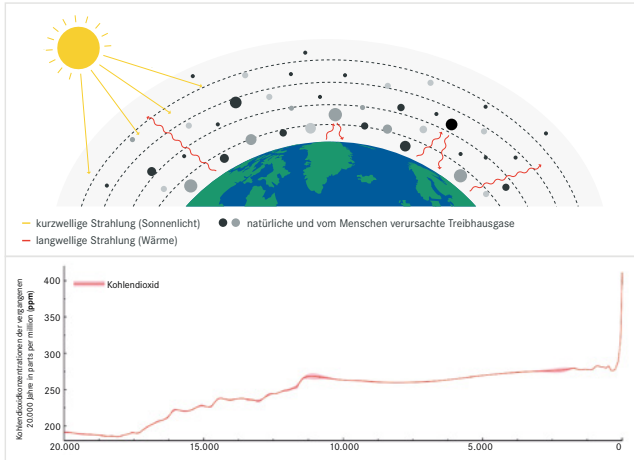 kurzwellige Strahlung (Sonnenlicht)
natürliche und vom Menschen verursachte Treibhausgase
langwellige Strahlung (Wärme)
Kohlendioxidkonzentrationen der vergangenen
20.000 Jahre in parts per million (ppm)
400
350
300
250
200
Kohlendioxid
20.000
15.000
10.000
5.000
0